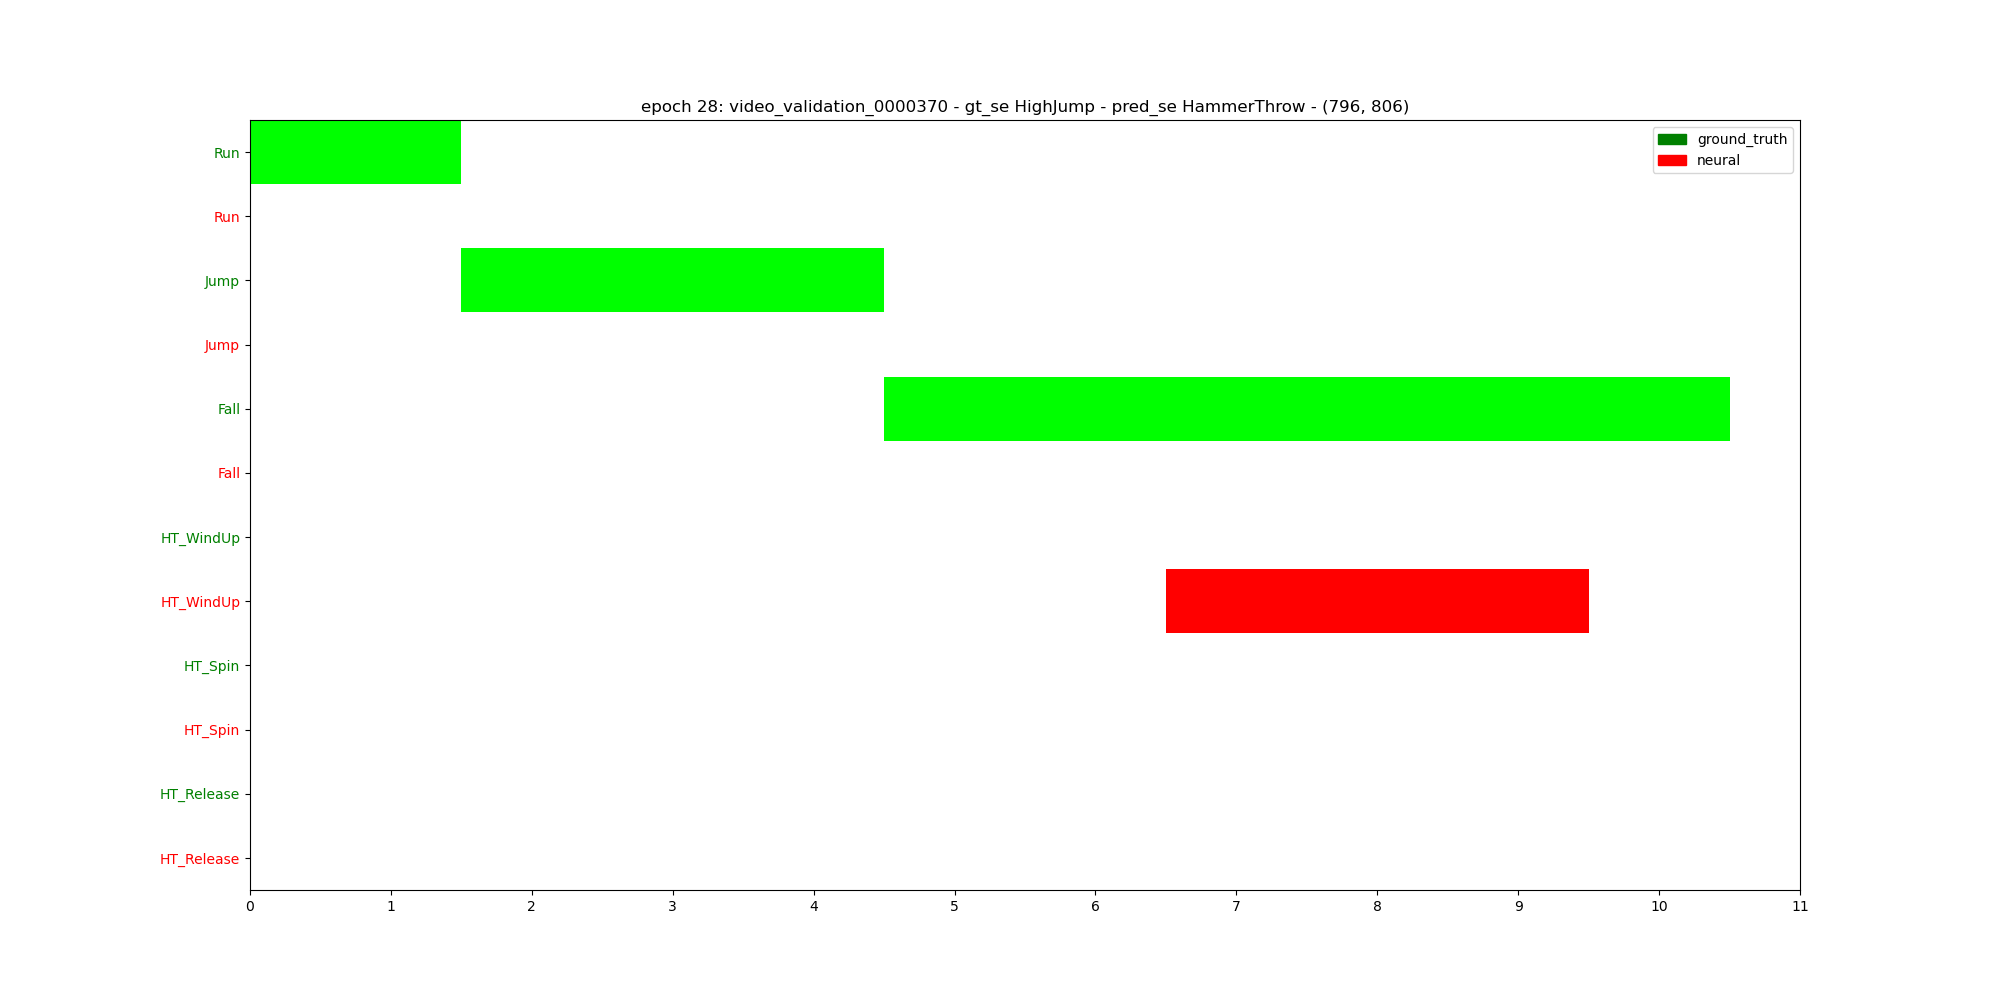 epoch 28: video_validation_0000370 - gt_se HighJump - pred_se HammerThrow - (796, 806)
ground_truth
neural
Run
Run
Jump
Jump
Fall
Fall
HT_WindUp
HT_WindUp
HT_Spin
HT_Spin
HT_Release
HT_Release
0 1 2 3 4 5 6 7 8 9 10 11